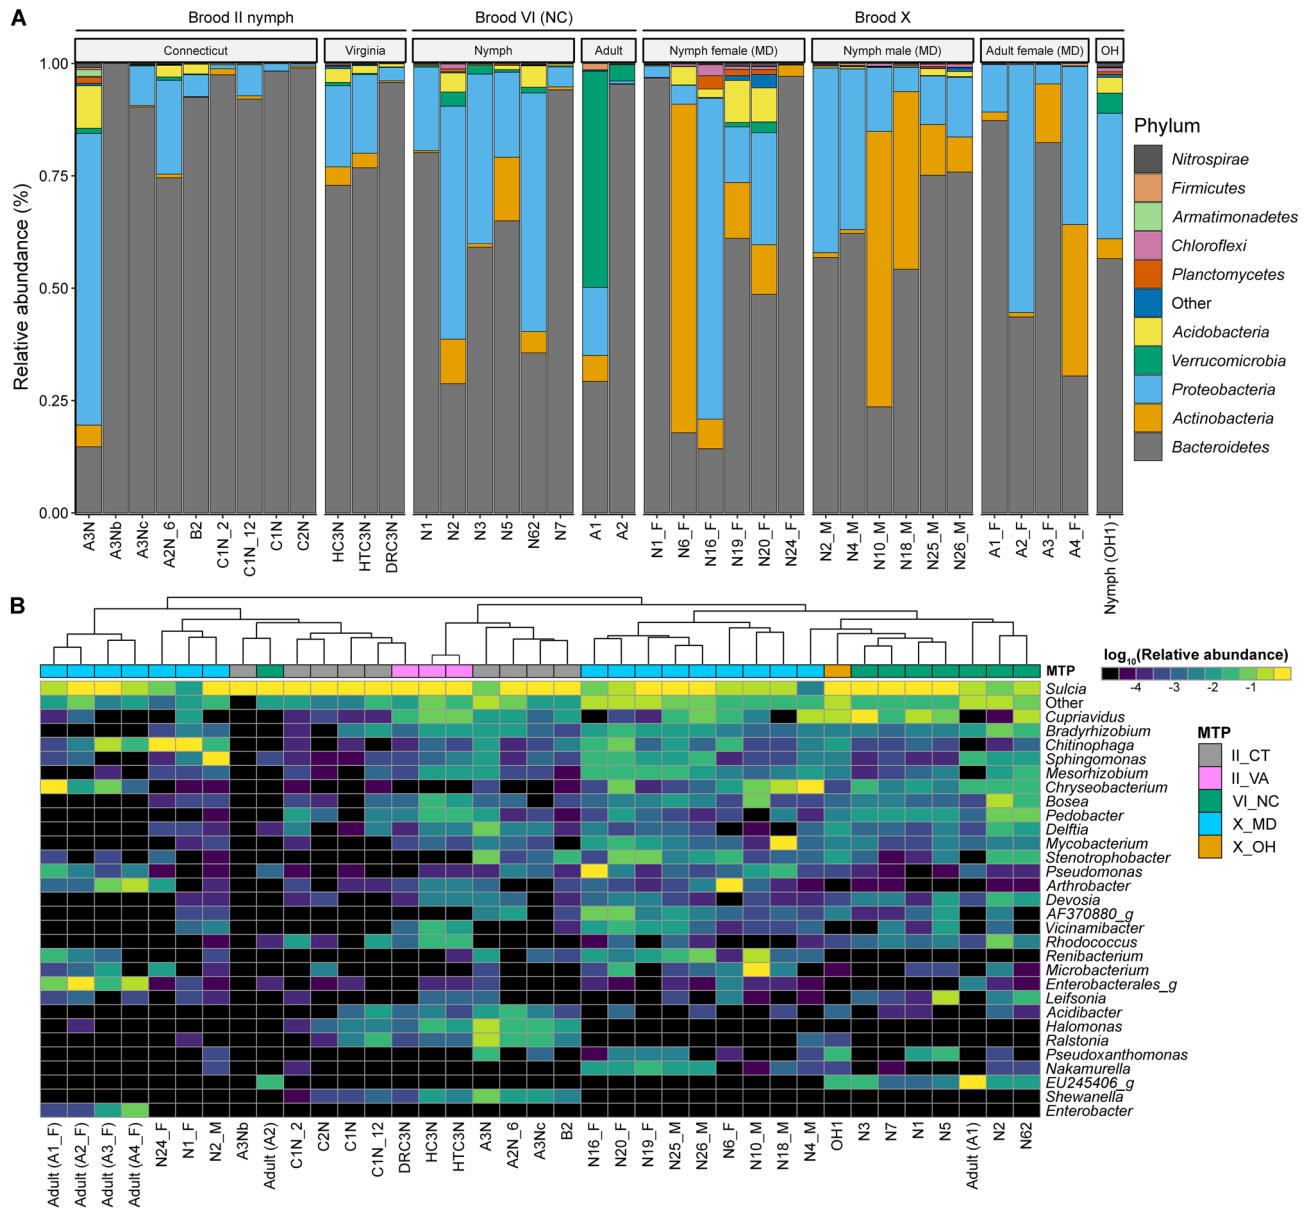 A
Brood II nymph
Brood VI (NC)
Brood X
Connecticut
Virginia
Nymph
Adult
Nymph female (MD)
Nymph male (MD)
Adult female (MD)
OH
Relative abundance (%)
1.00
0.75
0.50
0.25
0.00
A3N
A3Nb
A3Nc
A2N_6
B2
C1N_2
C1N_12
C1N
C2N
HC3N
HTC3N
DRC3N
N1
N2
N3
N5
N62
N7
A1
A2
N1_F
N6_F
N16_F
N19_F
N20_F
N24_F
N2_M
N4_M
N10_M
N18_M
N25_M
N26_M
A1_F
A2_F
A3_F
A4_F
Nymph (OH1)
Phylum
Nitrospirae
Firmicutes
Armatimonadetes
Chloroflexi
Planctomycetes
Other
Acidobacteria
Verrucomicrobia
Proteobacteria
Actinobacteria
Bacteroidetes
B
MTP
Sulcia
Other
Cupriavidus
Bradyrhizobium
Chitinophaga
Sphingomonas
Mesorhizobium
Chryseobacterium
Bosea
Pedobacter
Delftia
Mycobacterium
Stenotrophobacter
Pseudomonas
Arthrobacter
Devosia
AF370880_g
Vicinamibacter
Rhodococcus
Renibacterium
Microbacterium
Enterobacterales_g
Leifsonia
Acidibacter
Halomonas
Ralstonia
Pseudoxanthomonas
Nakamurella
EU245406_g
Shewanella
Enterobacter
Adult (A1_F)
Adult (A2_F)
Adult (A3_F)
Adult (A4_F)
N24_F
N1_F
N2_M
A3Nb
Adult (A2)
C1N_2
C2N
C1N
C1N_12
DRC3N
HC3N
HTC3N
A3N
A2N_6
A3Nc
B2
N16_F
N20_F
N19_F
N25_M
N26_M
N6_F
N10_M
N18_M
N4_M
OH1
N3
N7
N1
N5
Adult (A1)
N2
N62
log10(Relative abundance)
-4 -3 -2 -1
MTP
II_CT
II_VA
VI_NC
X_MD
X_OH